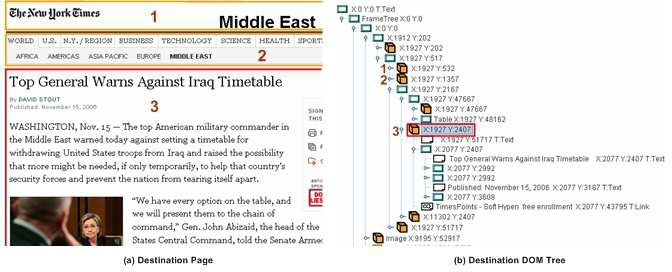 The New York Times
1
Middle East
WORLD U.S. N.Y./REGION BUSINESS TECHNOLOGY SCIENCE HEALTH SPORTS
AFRICA AMERICAS ASIA PACIFIC EUROPE MIDDLE EAST 2
Top General Warns Against Iraq Timetable
By DAVID STOUT
Published: November 15, 2006
3
WASHINGTON, Nov. 15 — The top American military commander in
the Middle East warned today against setting a timetable for
withdrawing United States troops from Iraq and raised the possibility
that more might be needed, if only temporarily, to help that country's
security forces and prevent the nation from tearing itself apart.
"We have every option on the table, and
we will present them to the chain of
command," Gen. John Abizaid, the head of the
States Central Command, told the Senate Armed
SIGN
(a) Destination Page
X:0 Y:0 T:Text
FrameTree X:0 Y:0
X:0 Y:0
X:1912 Y:202
X:1927 Y:202
X:1927 Y:517
1 X:1927 Y:532
2 X:1927 Y:1357
X:1927 Y:2167
X:1927 Y:47667
X:1927 Y:47667
Table X:1927 Y:48162
3 X:1927 Y:2407
X:1927 Y:51717 T:Text
X:2077 Y:2407
Top General Warns Against Iraq Timetable X:2077 Y:2407 T:Text
X:2077 Y:2992
X:2077 Y:2992
Published: November 15, 2006 X:2077 Y:3187 T:Text
X:2077 Y:3608
TimesPoints - Soft Hypen free enrollment X:2077 Y:43795 T:Link
X:11302 Y:2407
X:1927 Y:51717
Image X:9195 Y:52917
(b) Destination DOM Tree